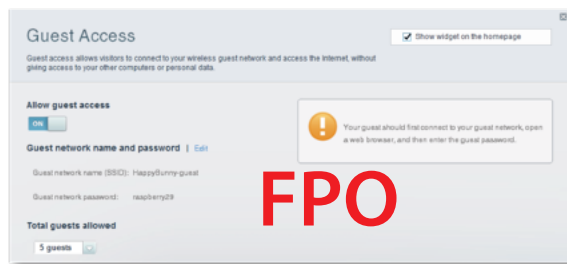 Guest Access
Show widget on the homepage
Guest access allows visitors to connect to your wireless guest network and access the Internet, without
giving access to your other computers or personal data.
Allow guest access
ON
Your guest should first connect to your guest network, open
a web browser, and then enter the guest password.
Guest network name and password | Edit
Guest network name (SSID): HappyBunny-guest
Guest network password: raspberry28
FPO
Total guests allowed
5 guests